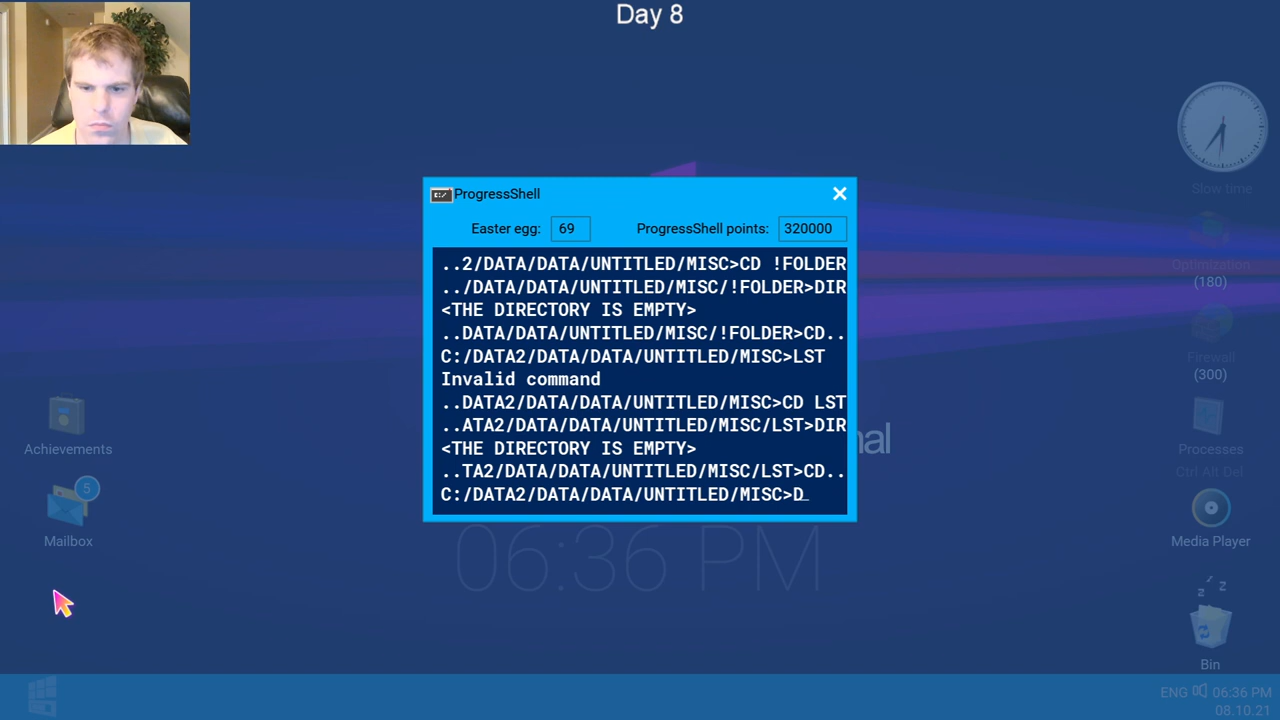 Day 8
ProgressShell
Easter egg: 69 ProgressShell points: 320000
..2/DATA/DATA/UNTITLED/MISC>CD !FOLDER
../DATA/DATA/UNTITLED/MISC/!FOLDER>DIR
<THE DIRECTORY IS EMPTY>
..DATA/DATA/UNTITLED/MISC/!FOLDER>CD..
C:/DATA2/DATA/DATA/UNTITLED/MISC>LST
Invalid command
..DATA2/DATA/DATA/UNTITLED/MISC>CD LST
..ATA2/DATA/DATA/UNTITLED/MISC/LST>DIR
<THE DIRECTORY IS EMPTY>
..TA2/DATA/DATA/UNTITLED/MISC/LST>CD..
C:/DATA2/DATA/DATA/UNTITLED/MISC>D_
nal
06:36 PM
Achievements
5
Mailbox
Slow time
Optimization
(180)
Firewall
(300)
Processes
Ctrl Alt Del
Media Player
z z
Bin
ENG 06:36 PM
08.10.21